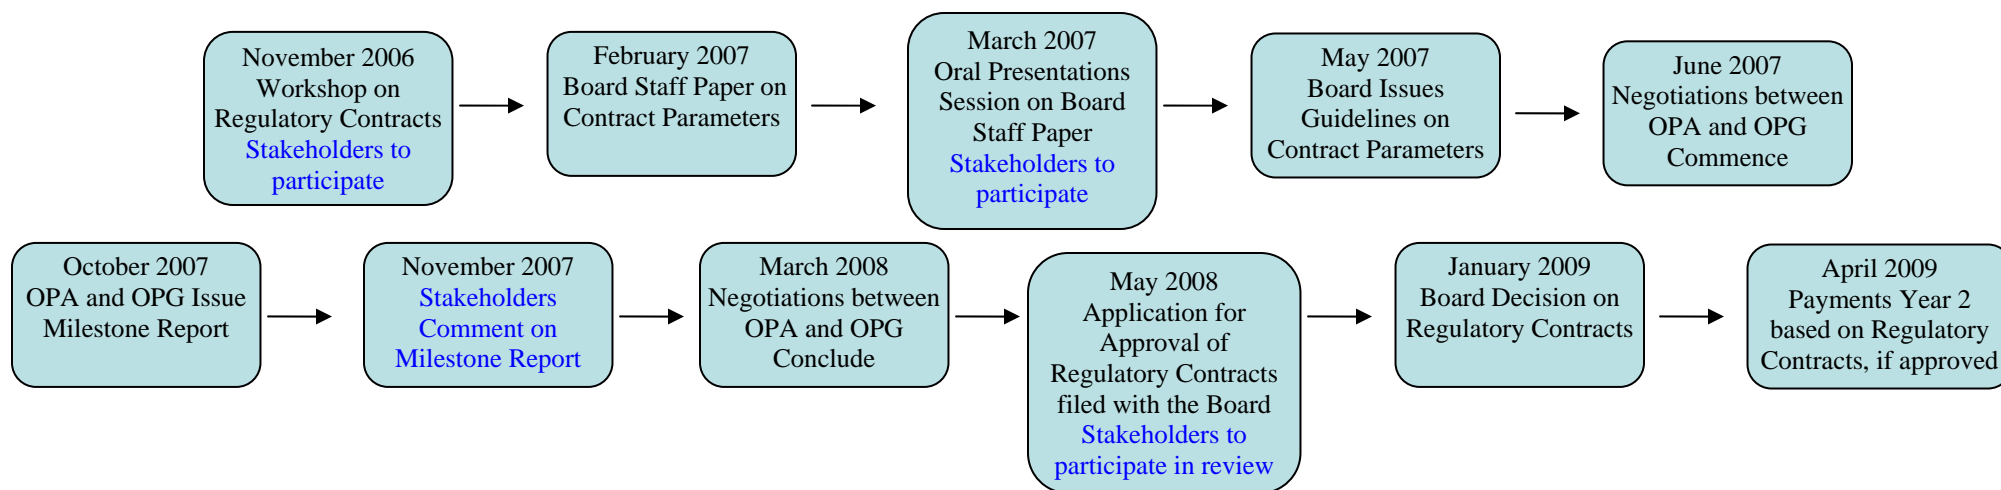 November 2006
Workshop on
Regulatory Contracts
Stakeholders to
participate
February 2007
Board Staff Paper on
Contract Parameters
March 2007
Oral Presentations
Session on Board
Staff Paper
Stakeholders to
participate
May 2007
Board Issues
Guidelines on
Contract Parameters
June 2007
Negotiations between
OPA and OPG
Commence
October 2007
OPA and OPG Issue
Milestone Report
November 2007
Stakeholders
Comment on
Milestone Report
March 2008
Negotiations between
OPA and OPG
Conclude
May 2008
Application for
Approval of
Regulatory Contracts
filed with the Board
Stakeholders to
participate in review
January 2009
Board Decision on
Regulatory Contracts
April 2009
Payments Year 2
based on Regulatory
Contracts, if approved